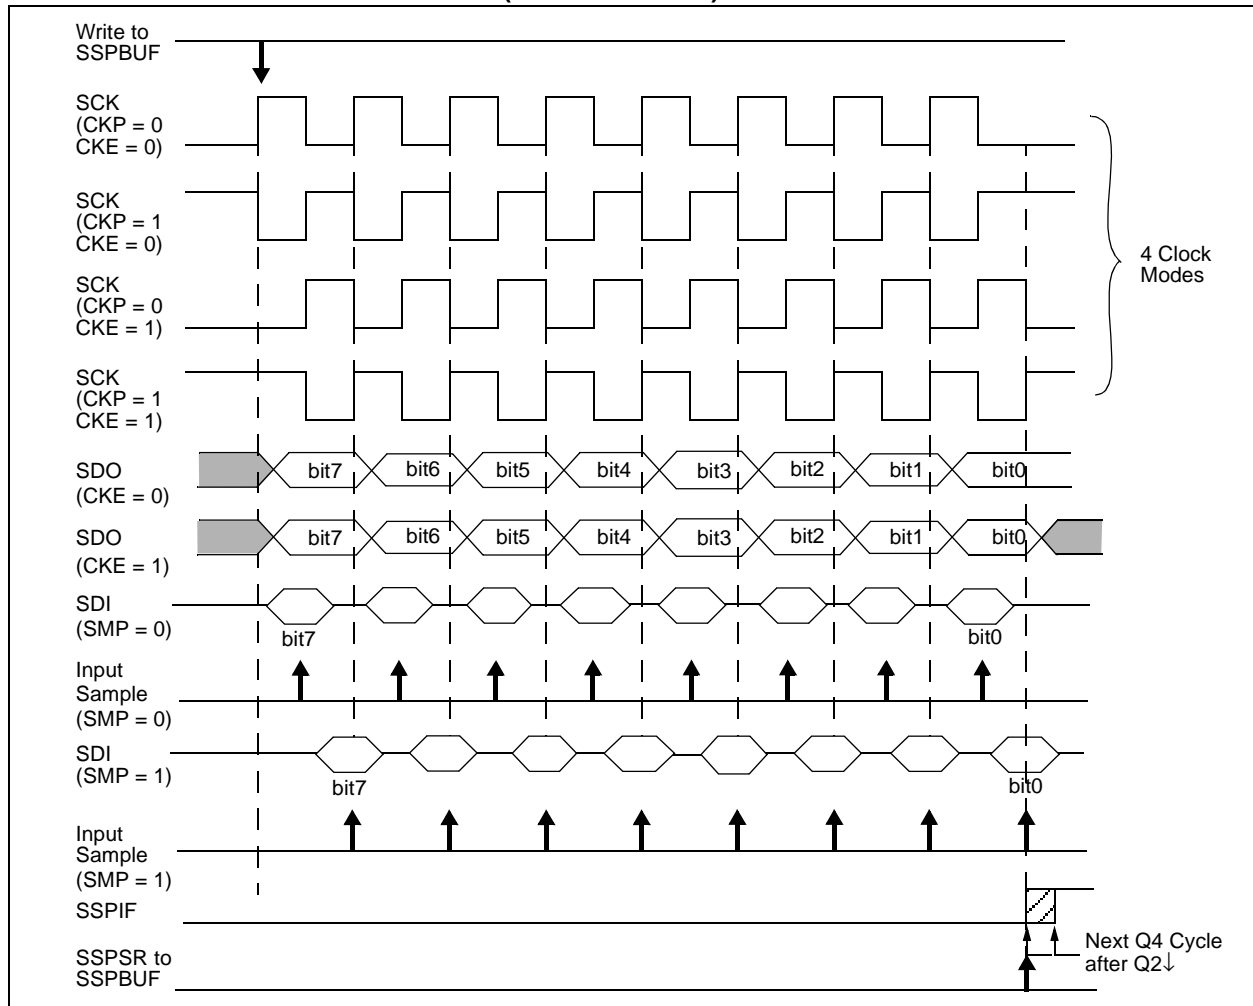 Write to
SSPBUF
SCK
(CKP = 0
CKE = 0)
SCK
(CKP = 1
CKE = 0)
SCK
(CKP = 0
CKE = 1)
SCK
(CKP = 1
CKE = 1)
4 Clock
Modes
SDO
(CKE = 0)
bit7 bit6 bit5 bit4 bit3 bit2 bit1 bit0
SDO
(CKE = 1)
bit7 bit6 bit5 bit4 bit3 bit2 bit1 bit0
SDI
(SMP = 0)
bit7 bit0
Input
Sample
(SMP = 0)
SDI
(SMP = 1)
bit7 bit0
Input
Sample
(SMP = 1)
SSPIF
SSPSR to
SSPBUF
Next Q4 Cycle
after Q2↓